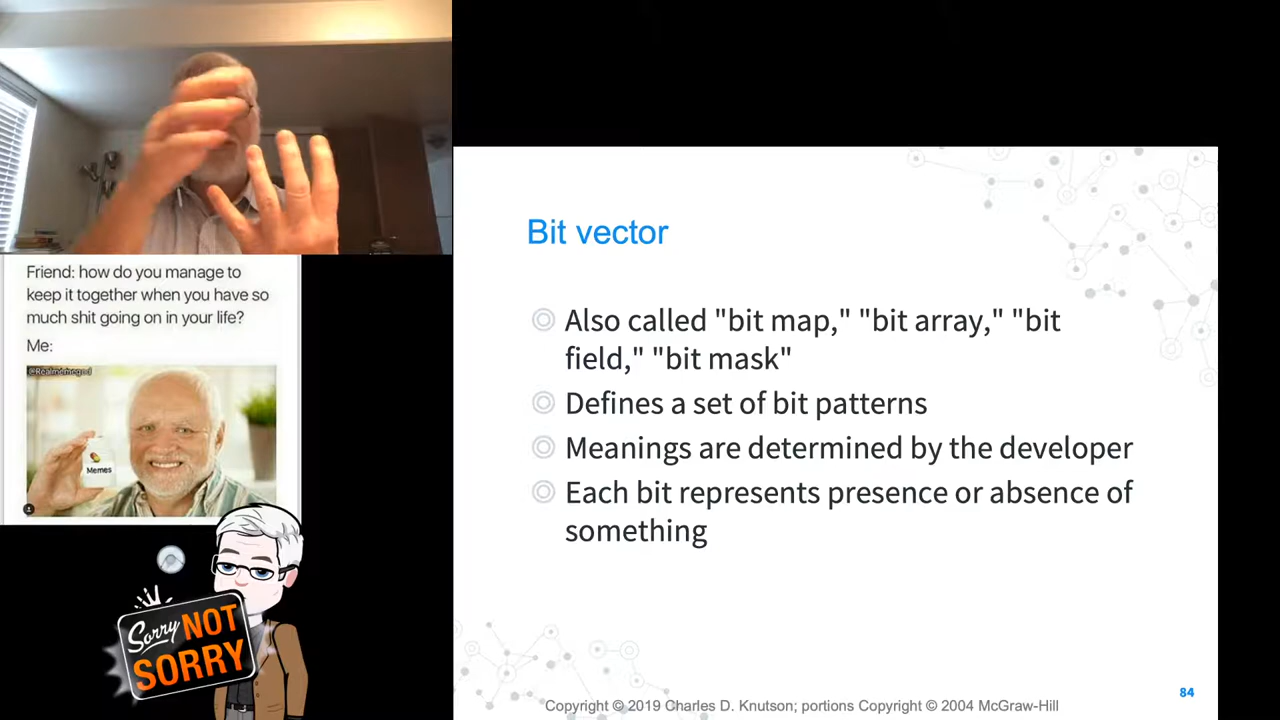 Friend: how do you manage to
keep it together when you have so
much shit going on in your life?
Me:
Memes
Sorry NOT
SORRY
Bit vector
Also called "bit map," "bit array," "bit
field," "bit mask"
Defines a set of bit patterns
Meanings are determined by the developer
Each bit represents presence or absence of
something
84
Copyright © 2019 Charles D. Knutson; portions Copyright © 2004 McGraw-Hill